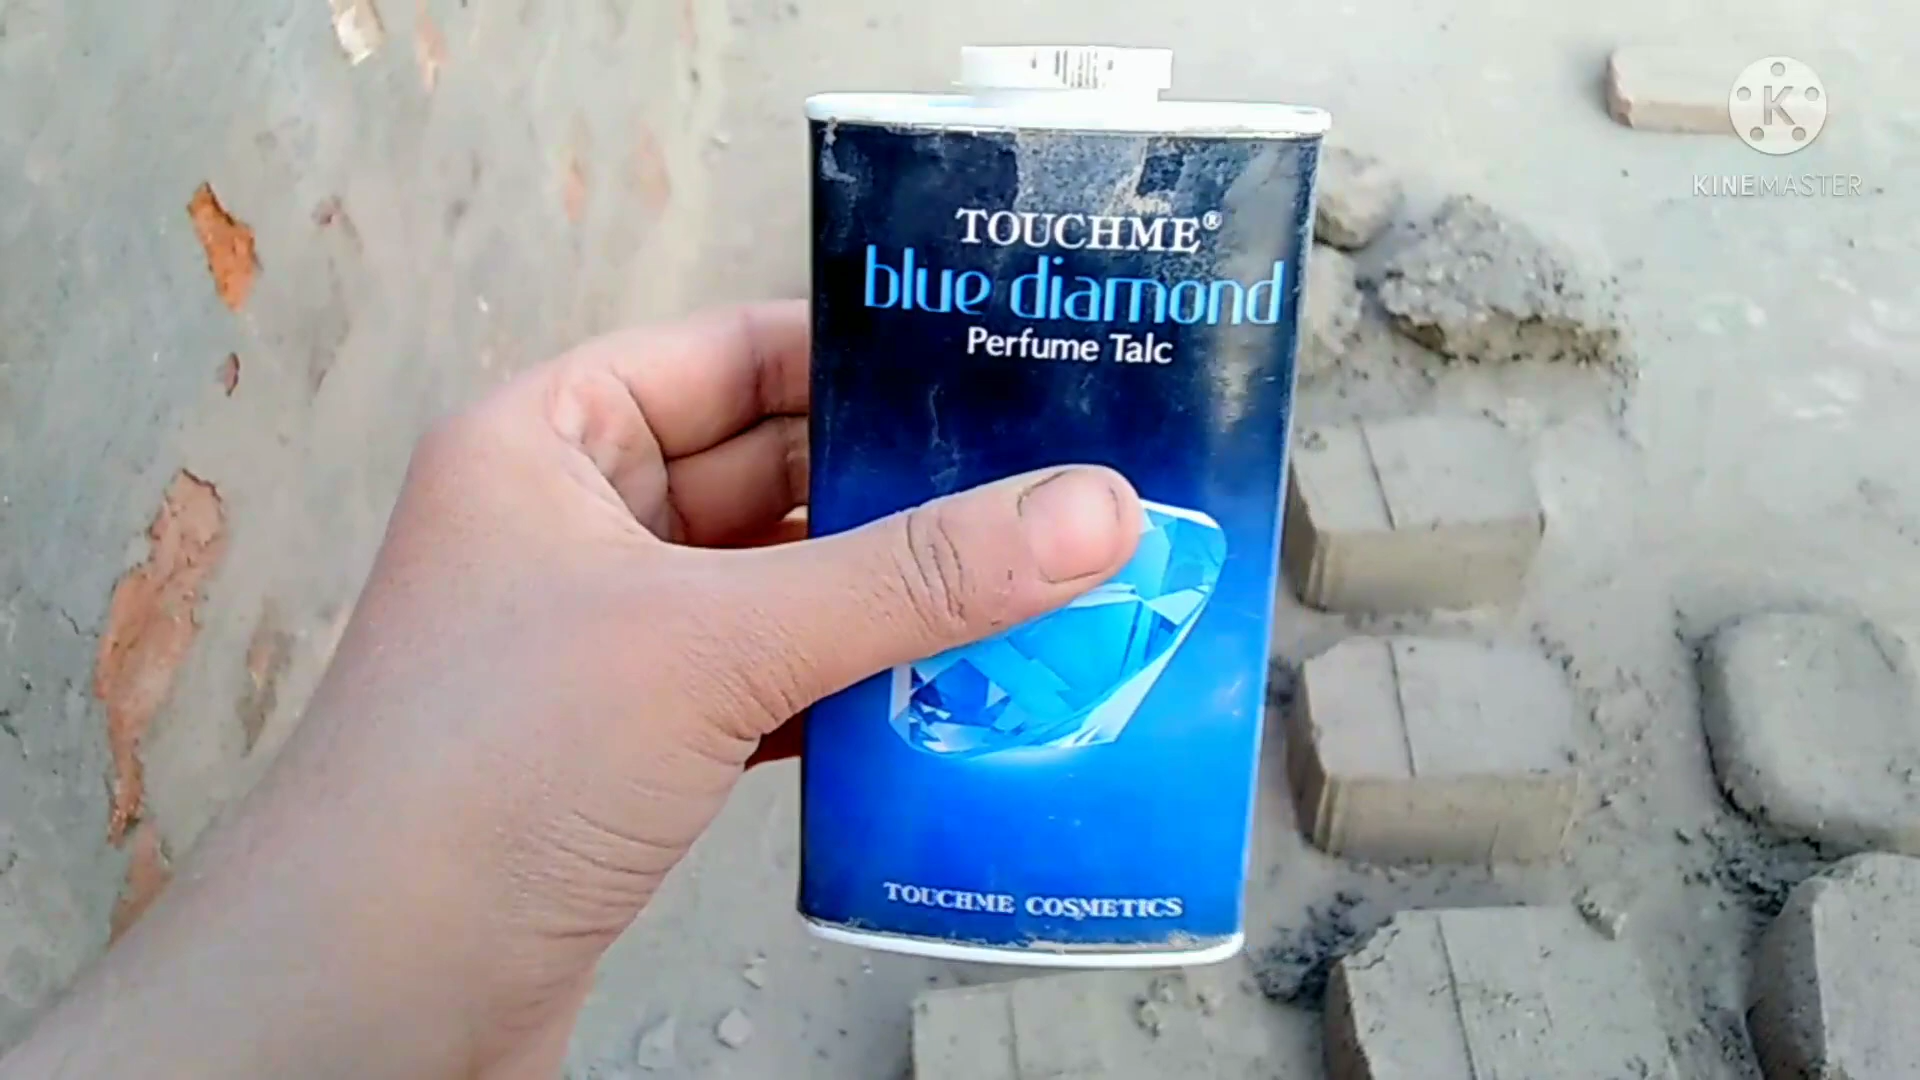 TOUCHME®
blue diamond
Perfume Talc
TOUCHME COSMETICS
K
KINEMASTER